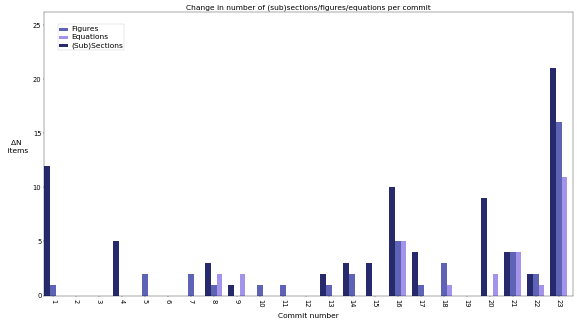 Change in number of (sub)sections/figures/equations per commit
Figures
Equations
(Sub)Sections
25
20
15
10
5
0
ΔN
items
1 2 3 4 5 6 7 8 9 10 11 12 13 14 15 16 17 18 19 20 21 22 23
Commit number